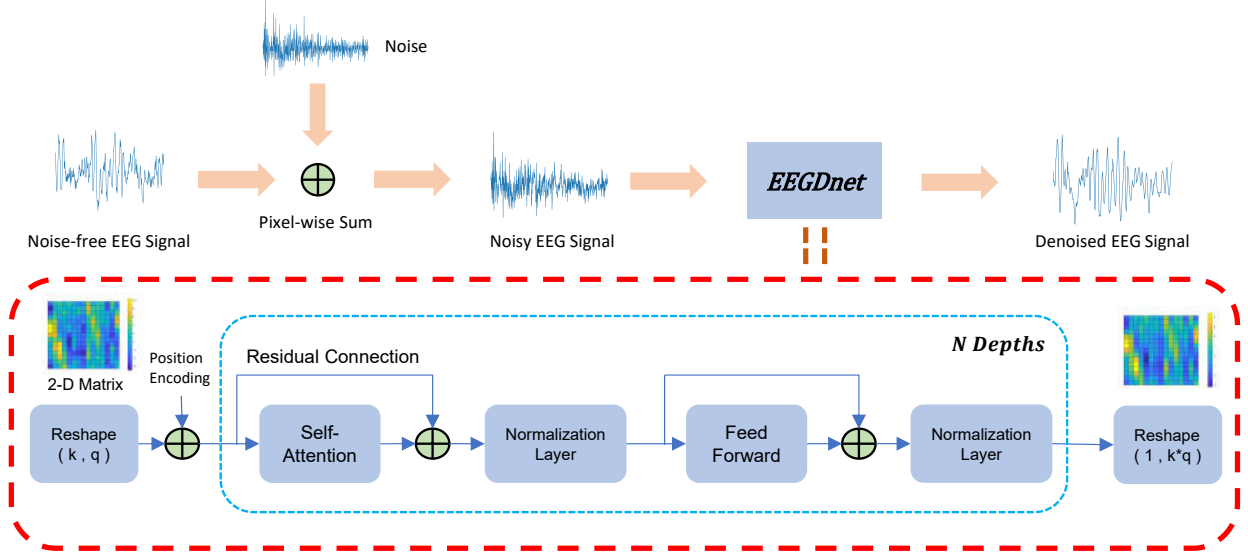 Noise
EEGDnet
Pixel-wise Sum
Noise-free EEG Signal
Noisy EEG Signal
Denoised EEG Signal
2-D Matrix
Position
Encoding
Residual Connection
N Depths
Reshape
( k , q )
Self-
Attention
Normalization
Layer
Feed
Forward
Normalization
Layer
Reshape
( 1 , k*q )